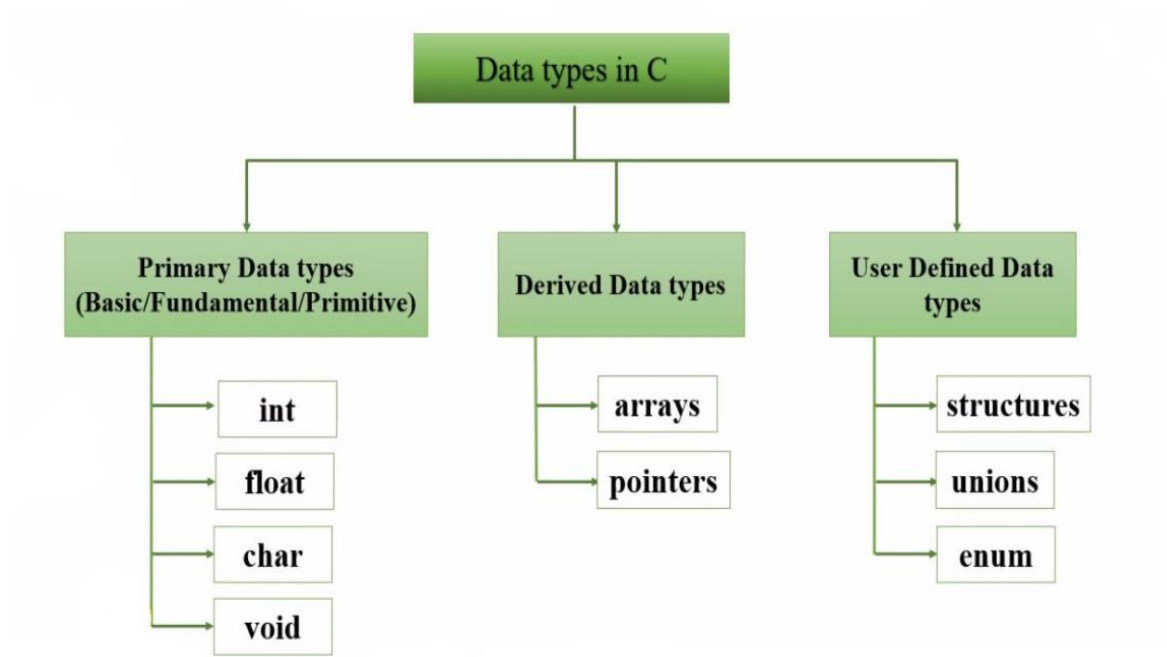 Data types in C
Primary Data types
(Basic/Fundamental/Primitive)
int
float
char
void
Derived Data types
arrays
pointers
User Defined Data
types
structures
unions
enum